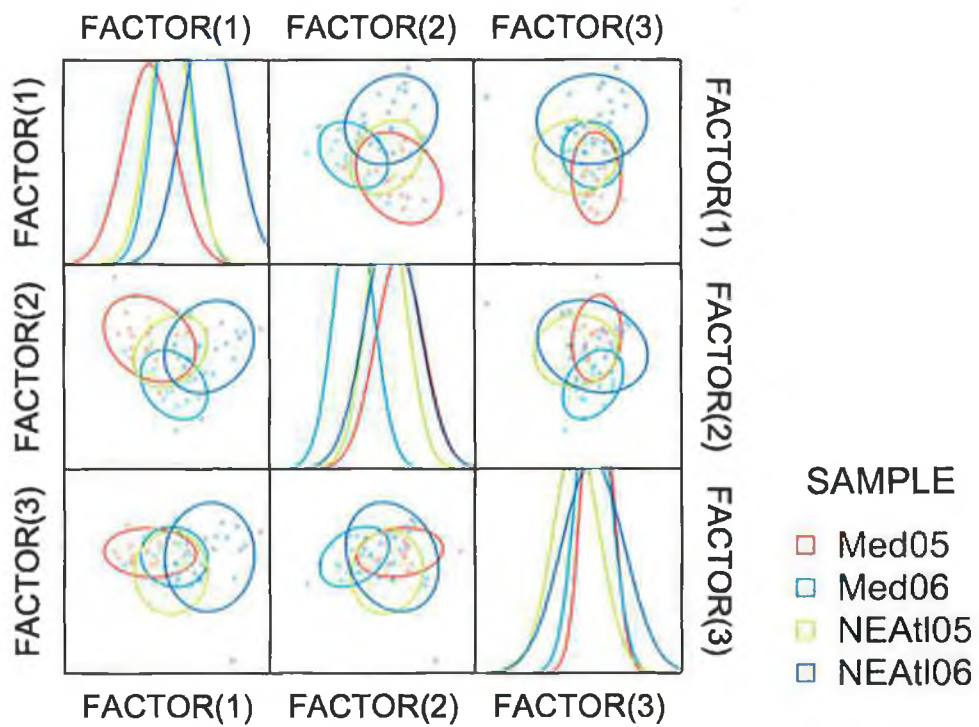 FACTOR(1) FACTOR(2) FACTOR(3)
FACTOR(1)
FACTOR(1)
FACTOR(2)
FACTOR(2)
FACTOR(3)
FACTOR(3)
SAMPLE
Med05
Med06
NEAtl05
NEAtl06
FACTOR(1) FACTOR(2) FACTOR(3)